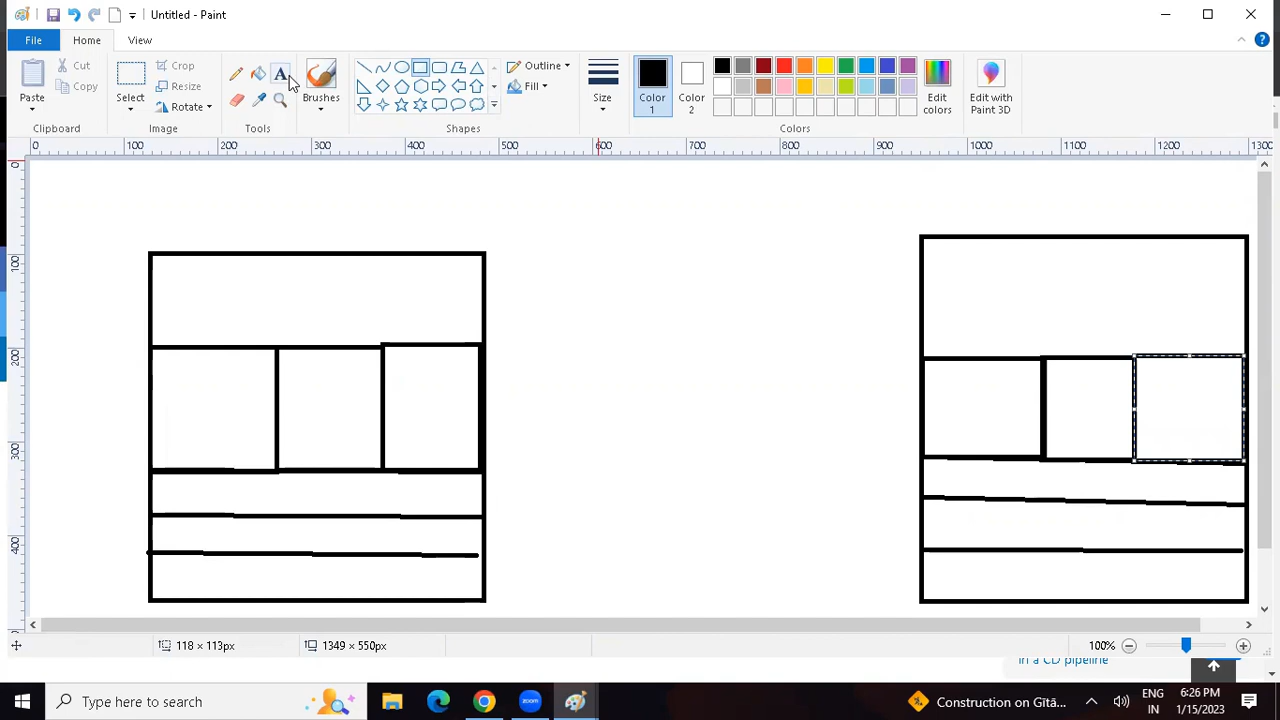 Untitled - Paint
File
Home
View
Paste
Cut
Copy
Clipboard
Select
Crop
Resize
Rotate
Image
A
Tools
Brushes
Shapes
Outline
Fill
Size
Color 1
Color 2
Edit colors
Colors
Edit with Paint 3D
0 100 200 300 400 500 600 700 800 900 1000 1100 1200 1300
0
100
200
300
400
118 × 113px
1349 × 550px
100%
in a CD pipeline
Type here to search
zoom
Construction on Gītā...
ENG
IN
6:26 PM
1/15/2023